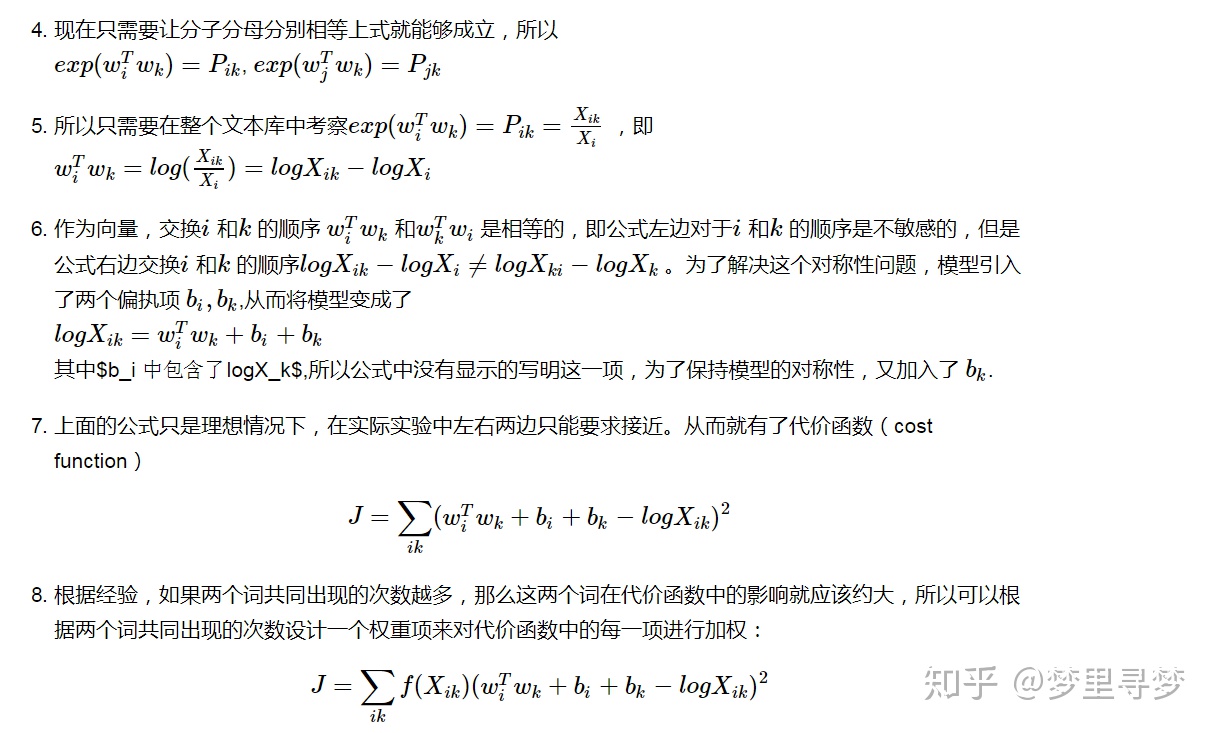 4. 现在只需要让分子分母分别相等上式就能够成立，所以
$exp(w_i^T w_k) = P_{ik}$, $exp(w_j^T w_k) = P_{jk}$
5. 所以只需要在整个文本库中考察$exp(w_i^T w_k) = P_{ik} = \frac{X_{ik}}{X_i}$ ，即
$w_i^T w_k = log(\frac{X_{ik}}{X_i}) = logX_{ik} - logX_i$
6. 作为向量，交换$i$ 和$k$ 的顺序 $w_i^T w_k$ 和$w_k^T w_i$ 是相等的，即公式左边对于$i$ 和$k$ 的顺序是不敏感的，但是
公式右边交换$i$ 和$k$ 的顺序$logX_{ik} - logX_i \neq logX_{ki} - logX_k$ 。为了解决这个对称性问题，模型引入
了两个偏执项 $b_i, b_k$,从而将模型变成了
$logX_{ik} = w_i^T w_k + b_i + b_k$
其中$b_i 中包含了logX_k$,所以公式中没有显示的写明这一项，为了保持模型的对称性，又加入了 $b_k$.
7. 上面的公式只是理想情况下，在实际实验中左右两边只能要求接近。从而就有了代价函数（cost
function）
$J = \sum_{ik} (w_i^T w_k + b_i + b_k - logX_{ik})^2$
8. 根据经验，如果两个词共同出现的次数越多，那么这两个词在代价函数中的影响就应该约大，所以可以根
据两个词共同出现的次数设计一个权重项来对代价函数中的每一项进行加权：
$J = \sum_{ik} f(X_{ik})(w_i^T w_k + b_i + b_k - logX_{ik})^2$
知乎 @梦里寻梦